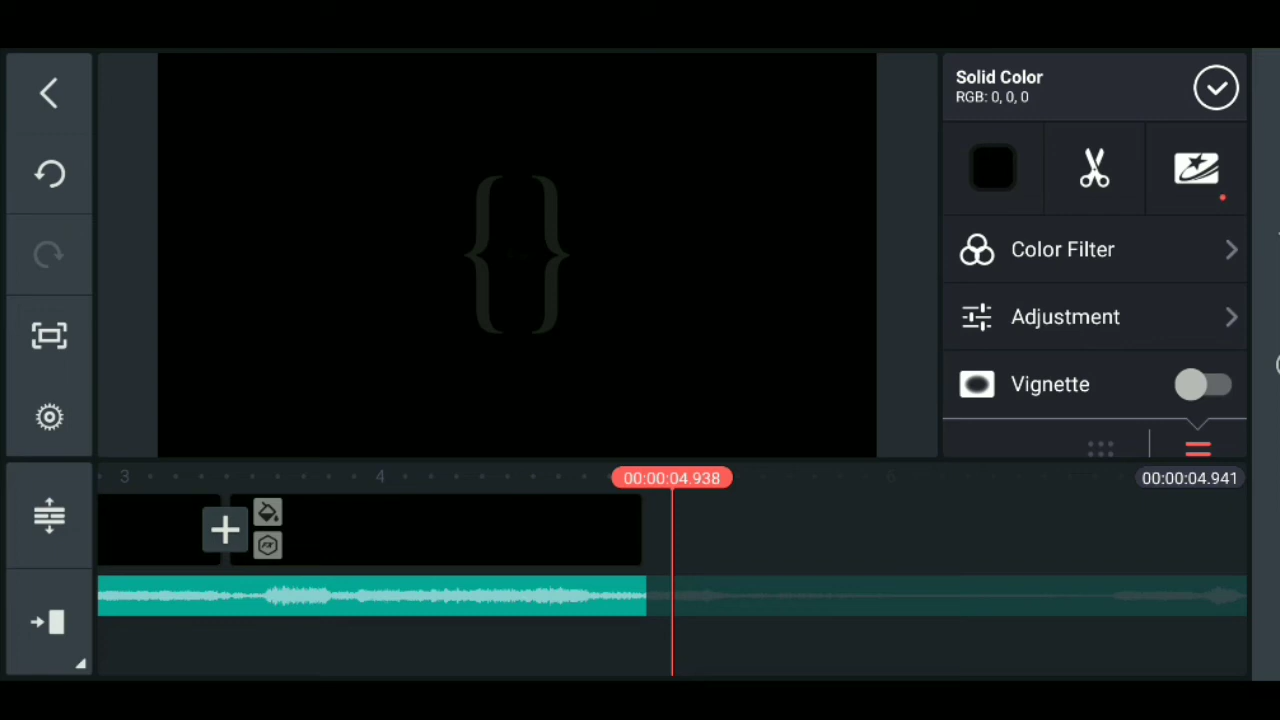 Solid Color
RGB: 0, 0, 0
{ }
Color Filter
Adjustment
Vignette
3
4
00:00:04.938
6
00:00:04.941